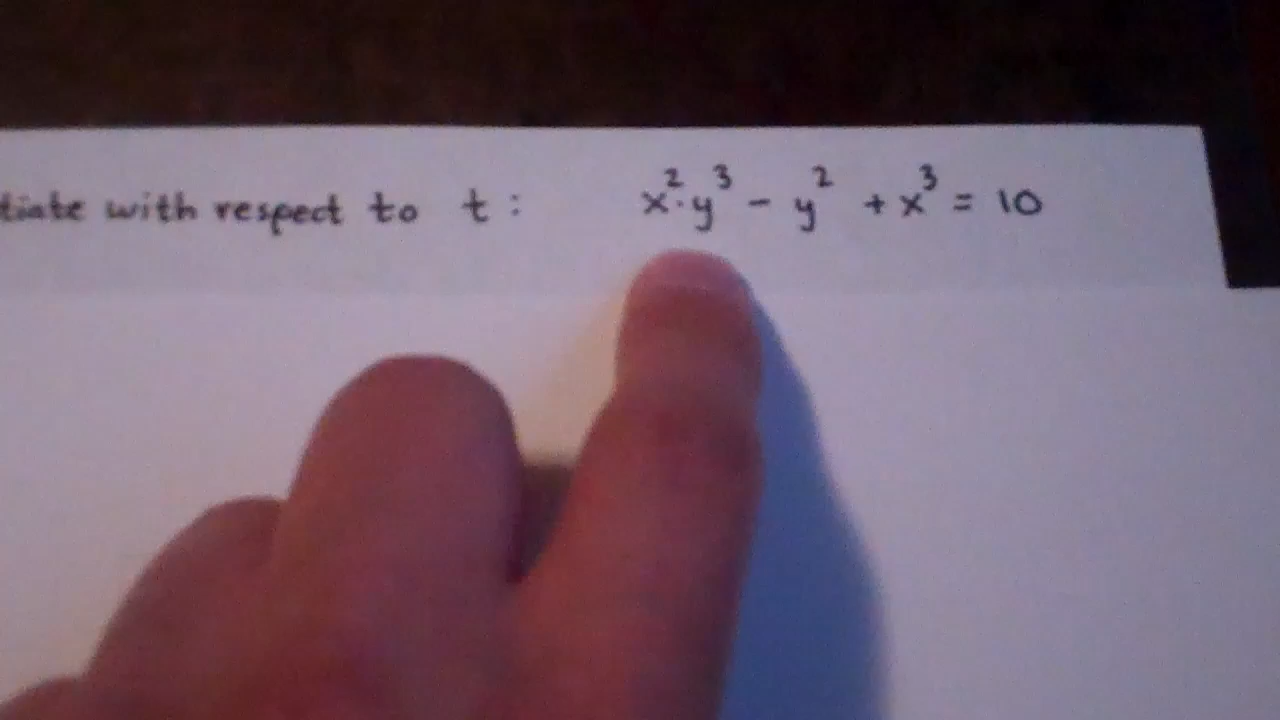 tiate with respect to t : x²·y³ - y² + x³ = 10